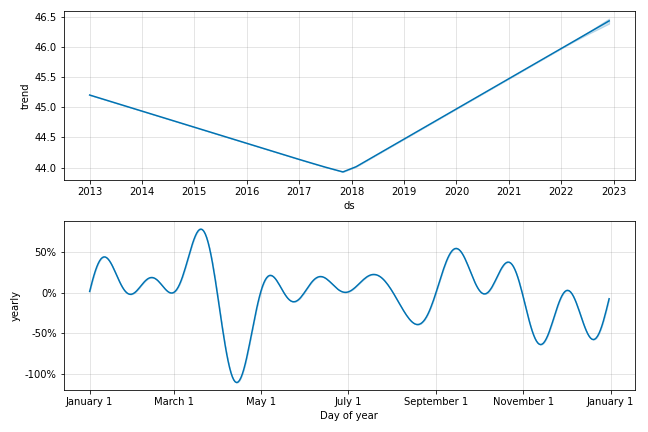 46.5
46.0
45.5
45.0
44.5
44.0
trend
2013 2014 2015 2016 2017 2018 2019 2020 2021 2022 2023
ds
50%
0%
-50%
-100%
yearly
January 1 March 1 May 1 July 1 September 1 November 1 January 1
Day of year